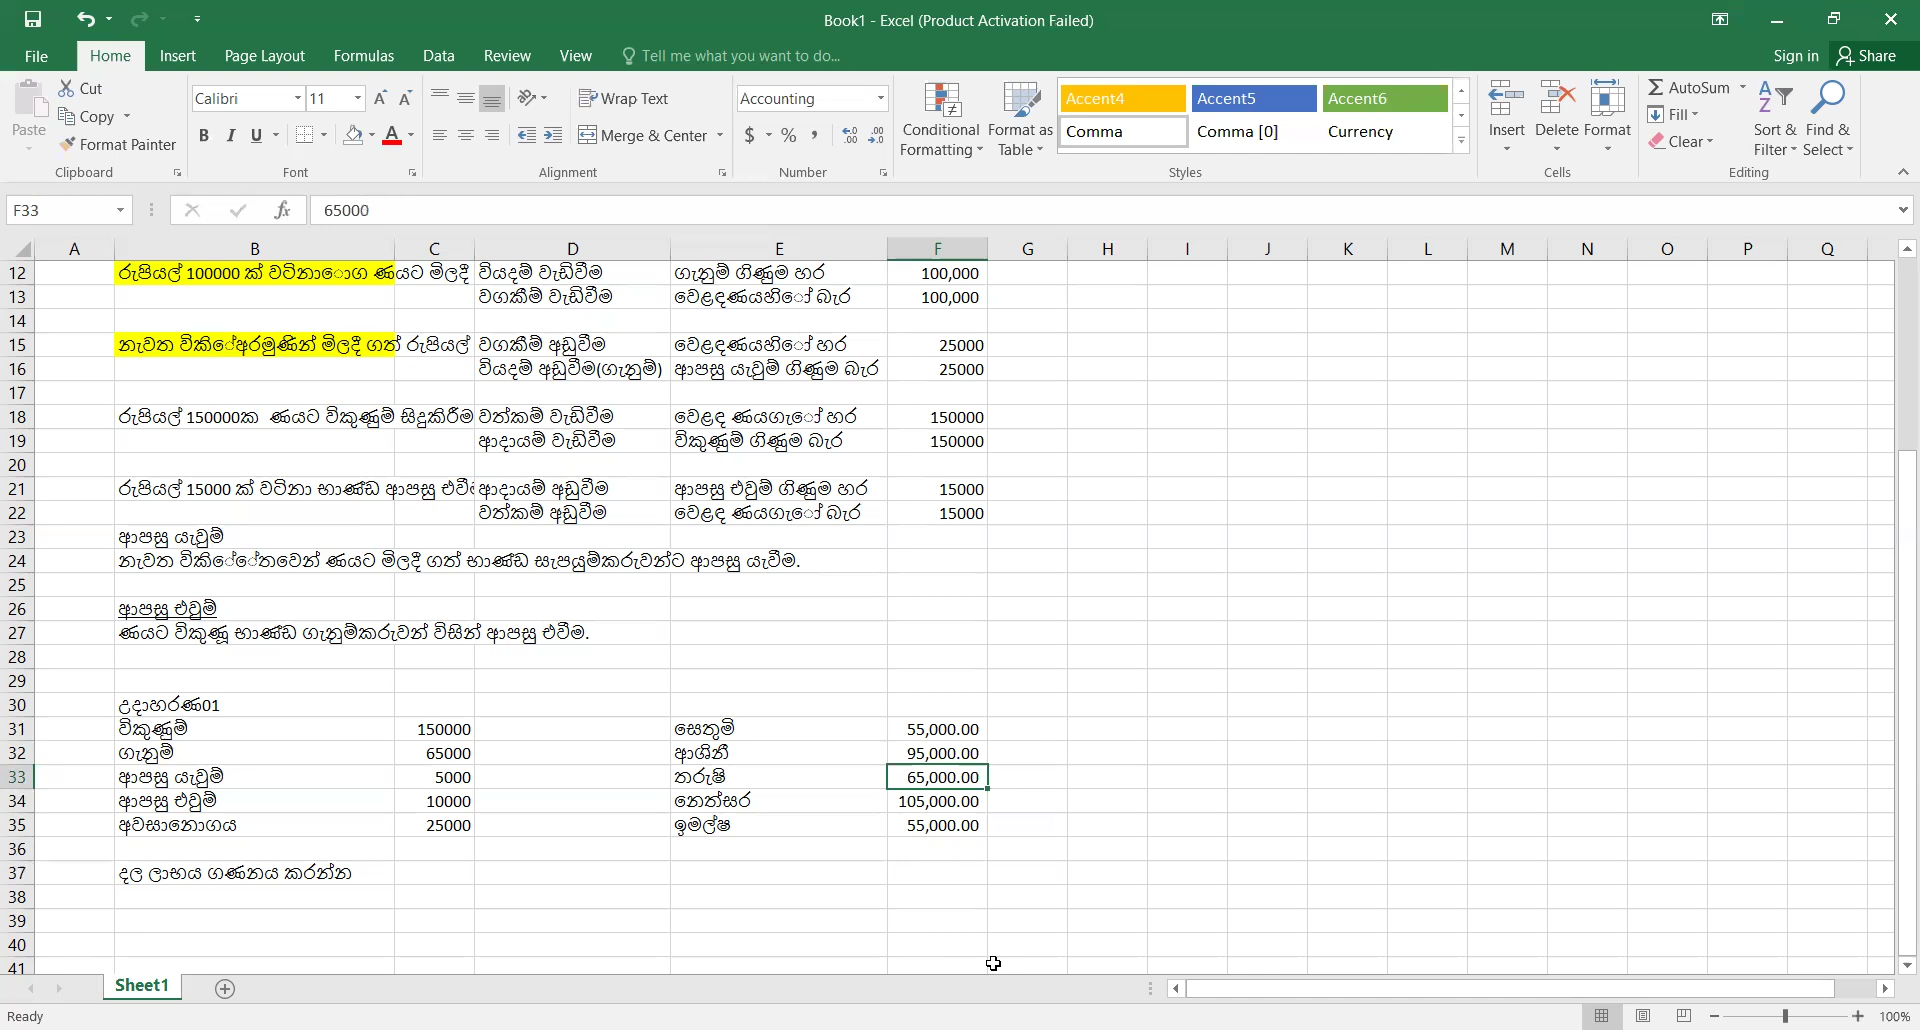 Book1 - Excel (Product Activation Failed)
File Home Insert Page Layout Formulas Data Review View Tell me what you want to do... Sign in Share
Paste Cut Copy Format Painter Clipboard
Calibri 11 B I U A Font
Wrap Text Merge & Center Alignment
Accounting $ % , Number
Conditional Formatting Format as Table Accent4 Accent5 Accent6 Comma Comma [0] Currency Styles
Insert Delete Format Cells
AutoSum Fill Clear Sort & Filter Find & Select Editing
F33 fx 65000
A B C D E F G H I J K L M N O P Q
12 රුපියල් 100000 ක් වටිනාොග ණයට මිලදී වියදම් වැඩිවීම ගැනුම් ගිණුම හර 100,000
13 වගකීම් වැඩිවීම වෙළඳණයහිෝ බැර 100,000
14
15 නැවත විකිේඅරමුණින් මිලදී ගත් රුපියල් වගකීම් අඩුවීම වෙළඳණයහිෝ හර 25000
16 වියදම් අඩුවීම(ගැනුම්) ආපසු යැවුම් ගිණුම බැර 25000
17
18 රුපියල් 150000ක ණයට විකුණුම් සිදුකිරීම වත්කම් වැඩිවීම වෙළඳ ණයගැෝ හර 150000
19 ආදායම් වැඩිවීම විකුණුම් ගිණුම බැර 150000
20
21 රුපියල් 15000 ක් වටිනා භාණ්ඩ ආපසු එවී ආදායම් අඩුවීම ආපසු එවුම් ගිණුම හර 15000
22 වත්කම් අඩුවීම වෙළඳ ණයගැෝ බැර 15000
23 ආපසු යැවුම්
24 නැවත විකිේේතවෙන් ණයට මිලදී ගත් භාණ්ඩ සැපයුම්කරුවන්ට ආපසු යැවීම.
25
26 ආපසු එවුම්
27 ණයට විකුණූ භාණ්ඩ ගැනුම්කරුවන් විසින් ආපසු එවීම.
28
29
30 උදාහරණ01
31 විකුණුම් 150000 සෙතුමි 55,000.00
32 ගැනුම් 65000 ආශිනී 95,000.00
33 ආපසු යැවුම් 5000 තරුෂි 65,000.00
34 ආපසු එවුම් 10000 නෙත්සර 105,000.00
35 අවසානොගය 25000 ඉමල්ෂ 55,000.00
36
37 දල ලාභය ගණනය කරන්න
38
39
40
41
Sheet1
Ready 100%